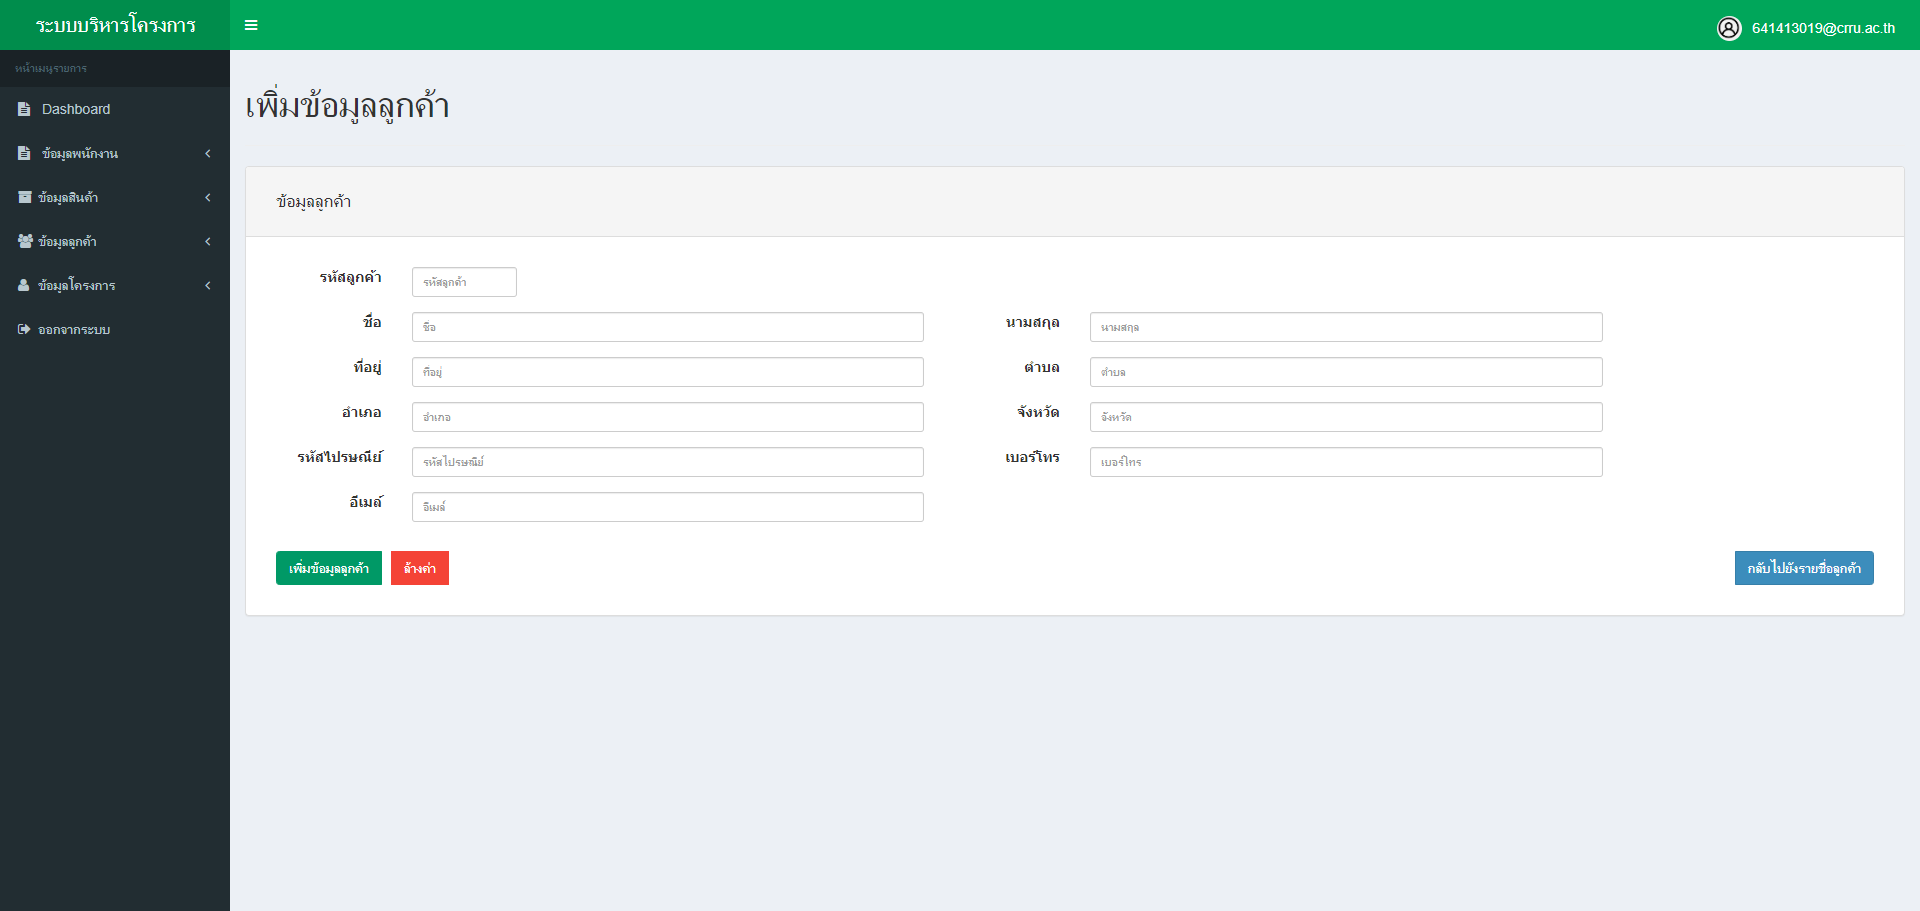 ระบบบริหารโครงการ
641413019@crru.ac.th
หน้าเมนูรายการ
Dashboard
ข้อมูลพนักงาน
ข้อมูลสินค้า
ข้อมูลลูกค้า
ข้อมูลโครงการ
ออกจากระบบ
เพิ่มข้อมูลลูกค้า
ข้อมูลลูกค้า
รหัสลูกค้า รหัสลูกค้า
ชื่อ ชื่อ นามสกุล นามสกุล
ที่อยู่ ที่อยู่ ตำบล ตำบล
อำเภอ อำเภอ จังหวัด จังหวัด
รหัสไปรษณีย์ รหัสไปรษณีย์ เบอร์โทร เบอร์โทร
อีเมล์ อีเมล์
เพิ่มข้อมูลลูกค้า ล้างค่า กลับไปยังรายชื่อลูกค้า